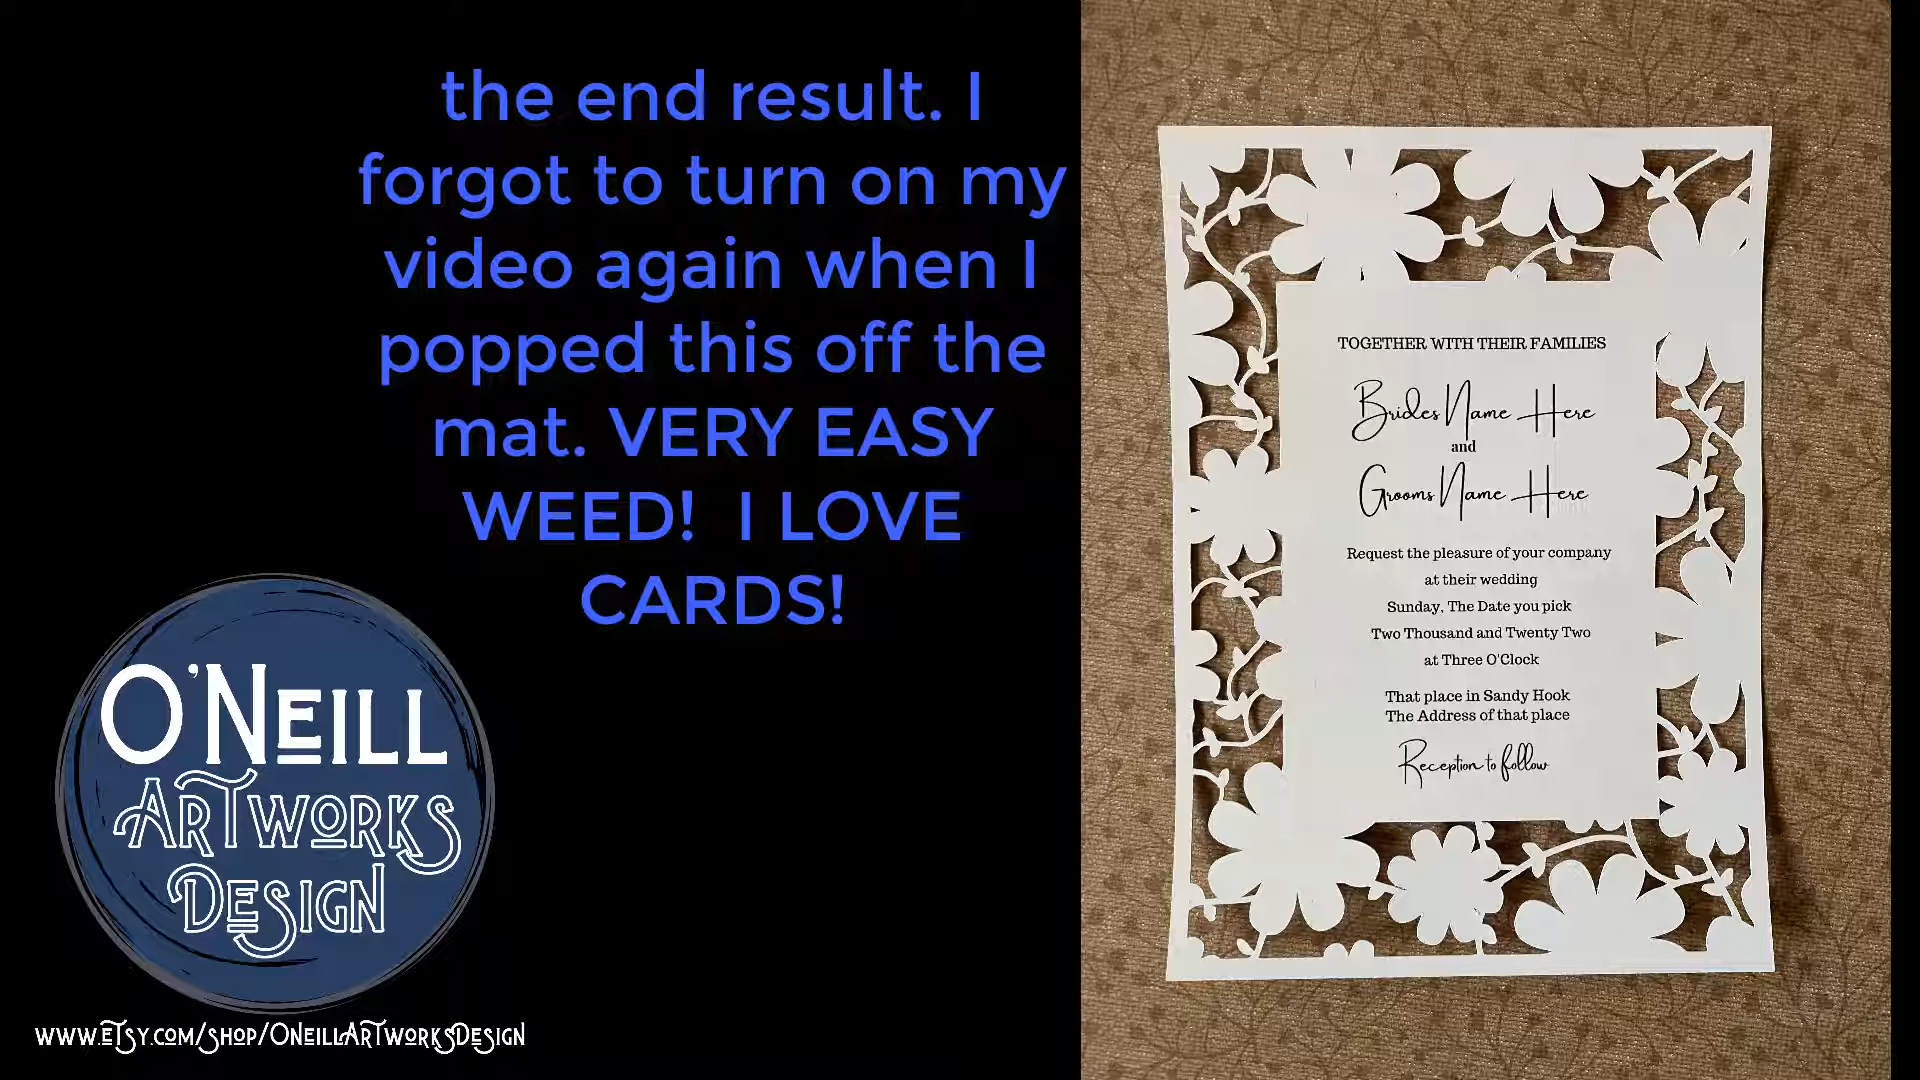 the end result. I
forgot to turn on my
video again when I
popped this off the
mat. VERY EASY
WEED! I LOVE
CARDS!
O'NEILL
ARTWORKS
DESIGN
www.Etsy.com/shop/OneillArtworksDesign
TOGETHER WITH THEIR FAMILIES
Brides Name Here
and
Grooms Name Here
Request the pleasure of your company
at their wedding
Sunday, The Date you pick
Two Thousand and Twenty Two
at Three O'Clock
That place in Sandy Hook
The Address of that place
Reception to follow